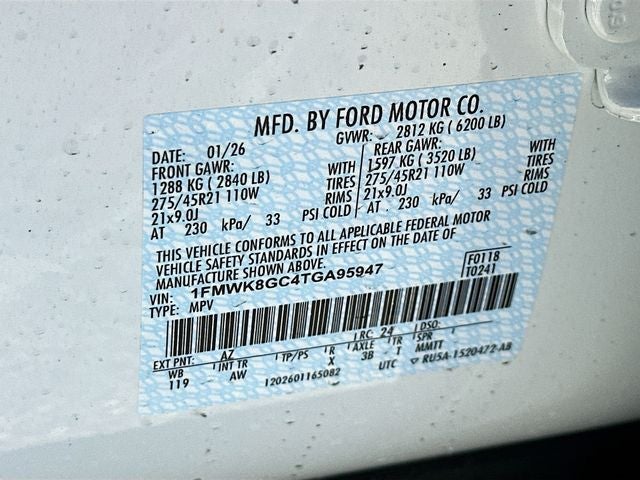 MFD. BY FORD MOTOR CO.
DATE: 01/26 GVWR: 2812 KG ( 6200 LB)
FRONT GAWR: REAR GAWR:
1288 KG ( 2840 LB) WITH 1597 KG ( 3520 LB) WITH
275/45R21 110W TIRES 275/45R21 110W TIRES
21x9.0J RIMS 21x9.0J RIMS
AT 230 kPa/ 33 PSI COLD AT 230 kPa/ 33 PSI COLD
THIS VEHICLE CONFORMS TO ALL APPLICABLE FEDERAL MOTOR
VEHICLE SAFETY STANDARDS IN EFFECT ON THE DATE OF
MANUFACTURE SHOWN ABOVE.
VIN: 1FMWK8GC4TGA95947 F0118
TYPE: MPV T0241
EXT PNT: AZ RC: 24 DSO:
WB INT TR TP/PS R AXLE TR SPR
119 AW X 3B T MMTT
1202601165082 UTC ▽ RU5A-1520472-AB